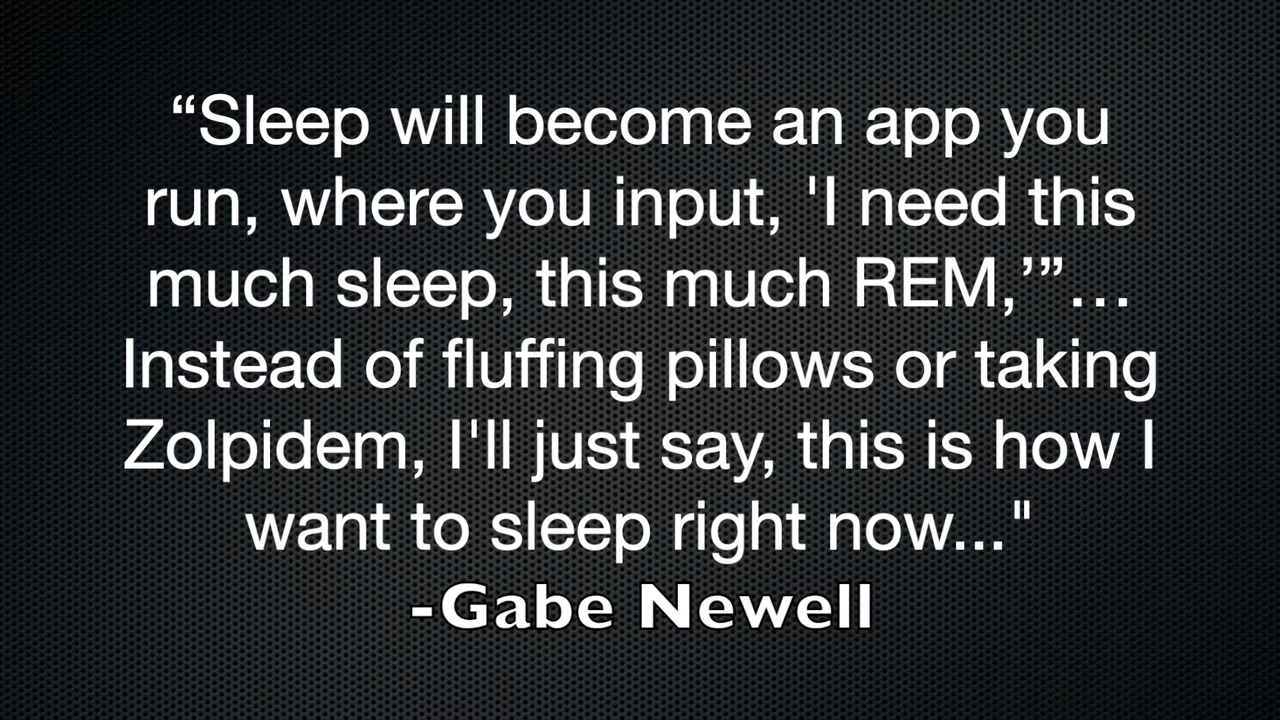 “Sleep will become an app you
run, where you input, 'I need this
much sleep, this much REM,’”…
Instead of fluffing pillows or taking
Zolpidem, I'll just say, this is how I
want to sleep right now..."
-Gabe Newell